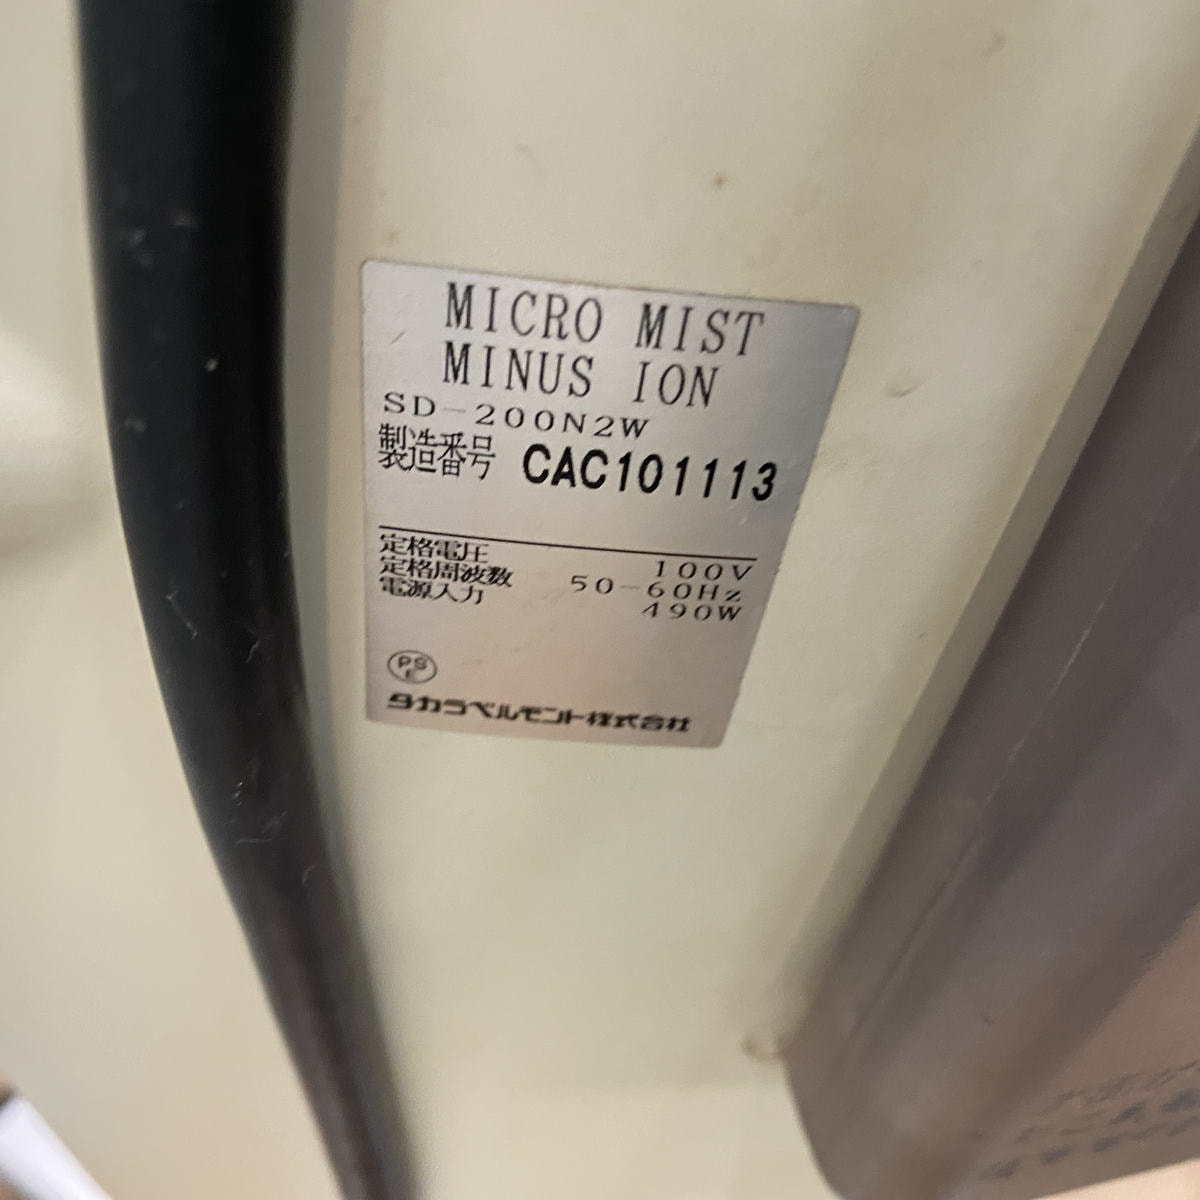 MICRO MIST
MINUS ION
SD-200N2W
製造番号 CAC101113
定格電圧 100V
定格周波数 50-60Hz
電源入力 490W
PS
E
タカラベルモント株式会社